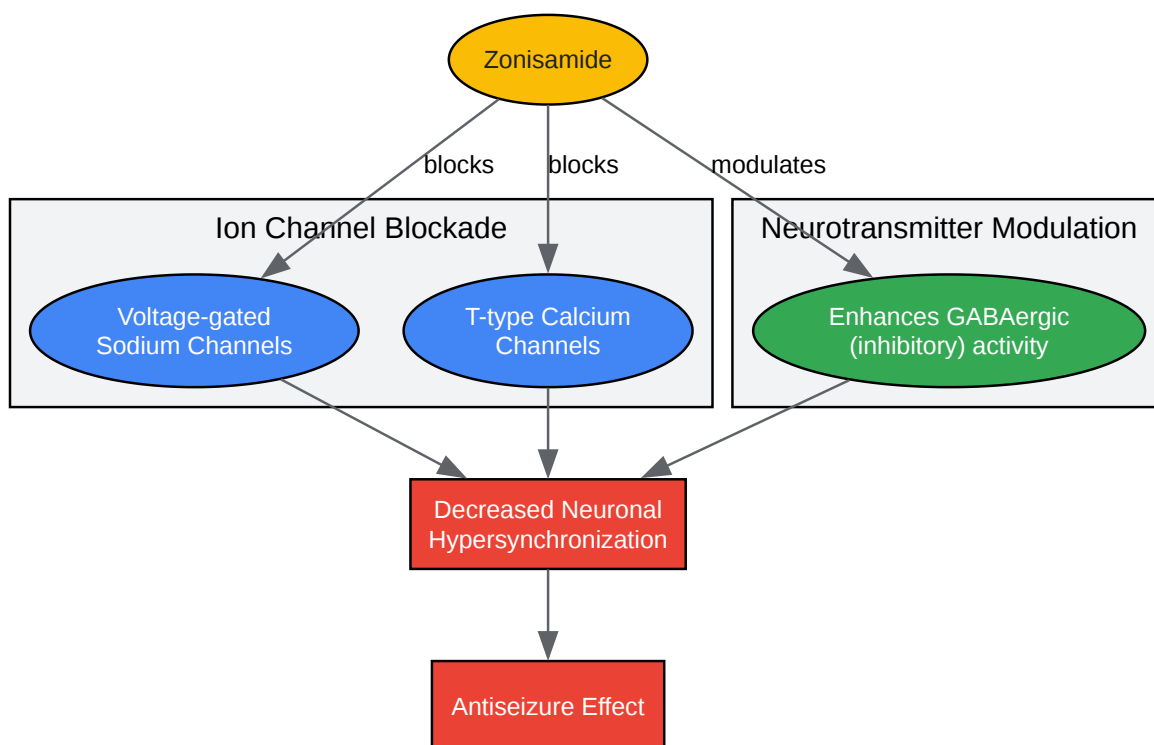 Zonisamide
blocks
blocks
modulates
Ion Channel Blockade
Neurotransmitter Modulation
Voltage-gated
Sodium Channels
T-type Calcium
Channels
Enhances GABAergic
(inhibitory) activity
Decreased Neuronal
Hypersynchronization
Antiseizure Effect